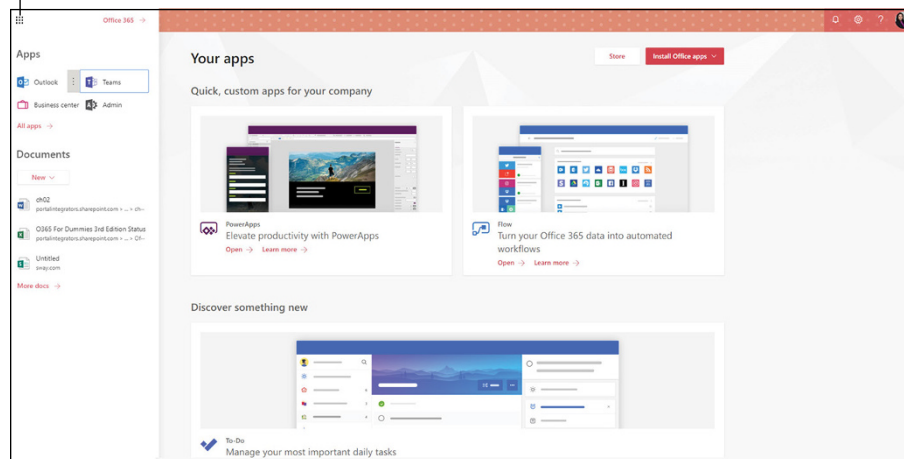 Office 365 →
Apps
Outlook
Teams
Business center
Admin
All apps →
Documents
New
ch02
portalintegrators.sharepoint.com » ... » ch-
O365 For Dummies 3rd Edition Status
portalintegrators.sharepoint.com » ... » Of-
Untitled
sway.com
More docs →
Your apps
Store
Install Office apps
Quick, custom apps for your company
PowerApps
Elevate productivity with PowerApps
Open → Learn more →
Flow
Turn your Office 365 data into automated
workflows
Open → Learn more →
Discover something new
To-Do
Manage your most important daily tasks